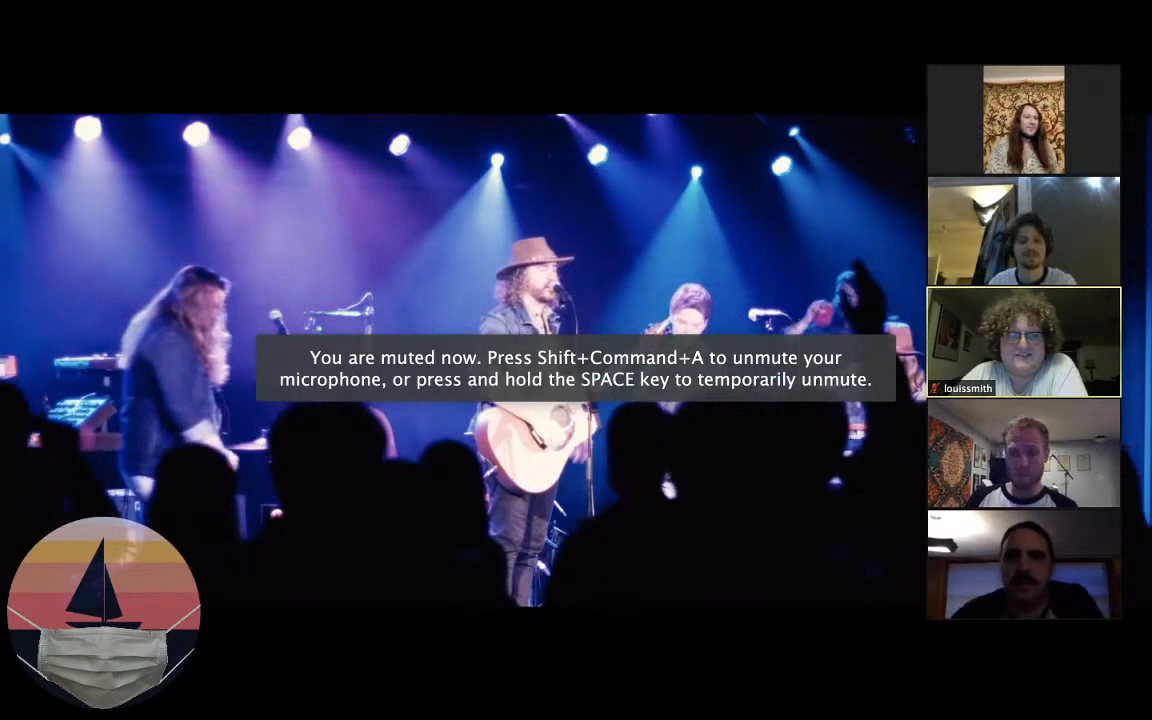 You are muted now. Press Shift+Command+A to unmute your
microphone, or press and hold the SPACE key to temporarily unmute.
louissmith